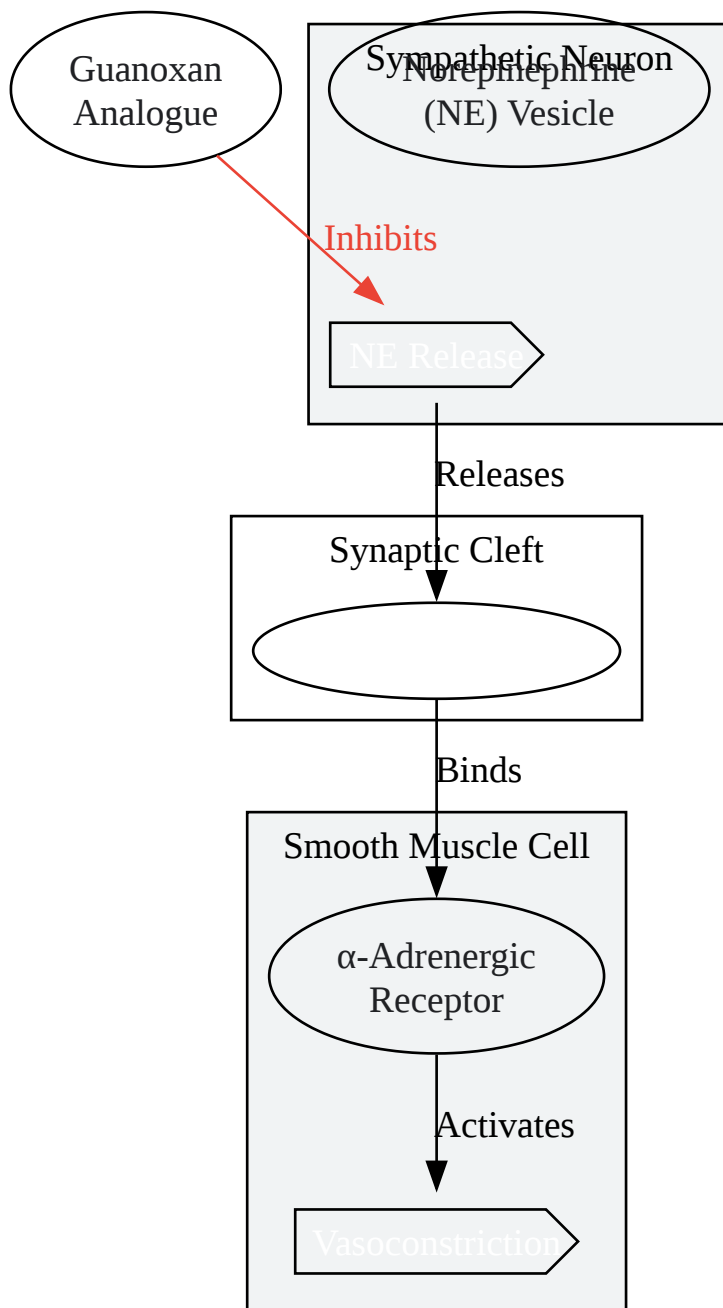 Guanoxan
Analogue
Sympathetic Neuron
Norepinephrine
(NE) Vesicle
Inhibits
NE Release
Releases
Synaptic Cleft
Binds
Smooth Muscle Cell
α-Adrenergic
Receptor
Activates
Vasoconstriction